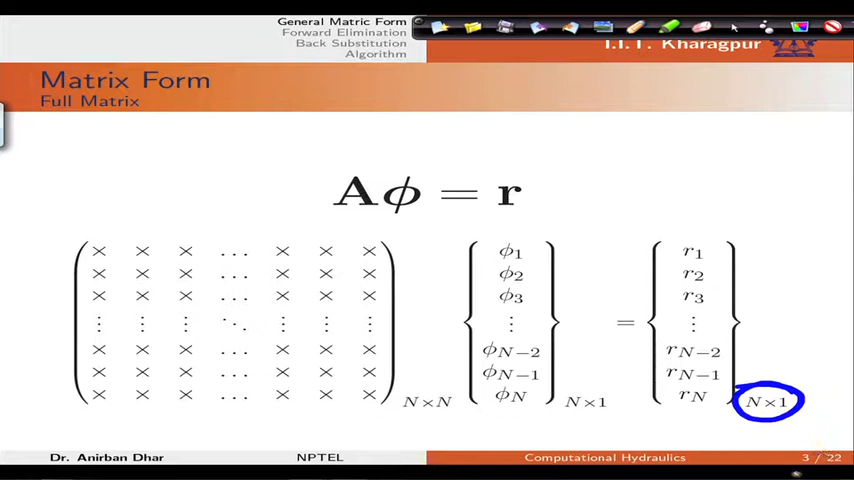 General Matric Form
Forward Elimination
Back Substitution
Algorithm
I.I.T. Kharagpur
Matrix Form
Full Matrix
Aϕ = r
× × × … × × × ϕ1 r1
× × × … × × × ϕ2 r2
× × × … × × × ϕ3 r3
⋮ ⋮ ⋮ ⋱ ⋮ ⋮ ⋮ ⋮ = ⋮
× × × … × × × ϕN−2 rN−2
× × × … × × × ϕN−1 rN−1
× × × … × × × ϕN rN
N×N N×1 N×1
Dr. Anirban Dhar NPTEL Computational Hydraulics 3 / 22